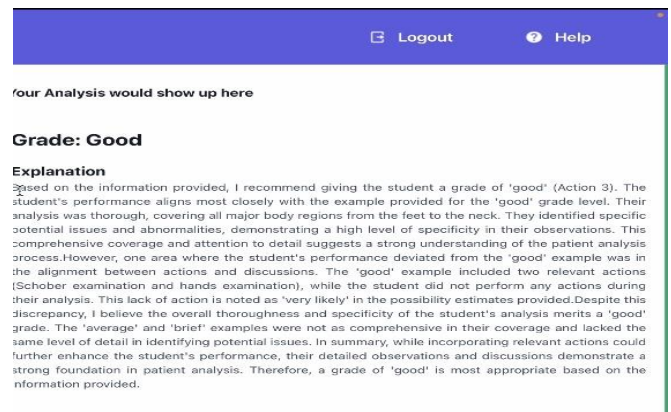 Logout Help
Your Analysis would show up here
Grade: Good
Explanation
Based on the information provided, I recommend giving the student a grade of 'good' (Action 3). The
student's performance aligns most closely with the example provided for the 'good' grade level. Their
analysis was thorough, covering all major body regions from the feet to the neck. They identified specific
potential issues and abnormalities, demonstrating a high level of specificity in their observations. This
comprehensive coverage and attention to detail suggests a strong understanding of the patient analysis
process.However, one area where the student's performance deviated from the 'good' example was in
the alignment between actions and discussions. The 'good' example included two relevant actions
(Schober examination and hands examination), while the student did not perform any actions during
their analysis. This lack of action is noted as 'very likely' in the possibility estimates provided.Despite this
discrepancy, I believe the overall thoroughness and specificity of the student's analysis merits a 'good'
grade. The 'average' and 'brief' examples were not as comprehensive in their coverage and lacked the
same level of detail in identifying potential issues. In summary, while incorporating relevant actions could
further enhance the student's performance, their detailed observations and discussions demonstrate a
strong foundation in patient analysis. Therefore, a grade of 'good' is most appropriate based on the
information provided.